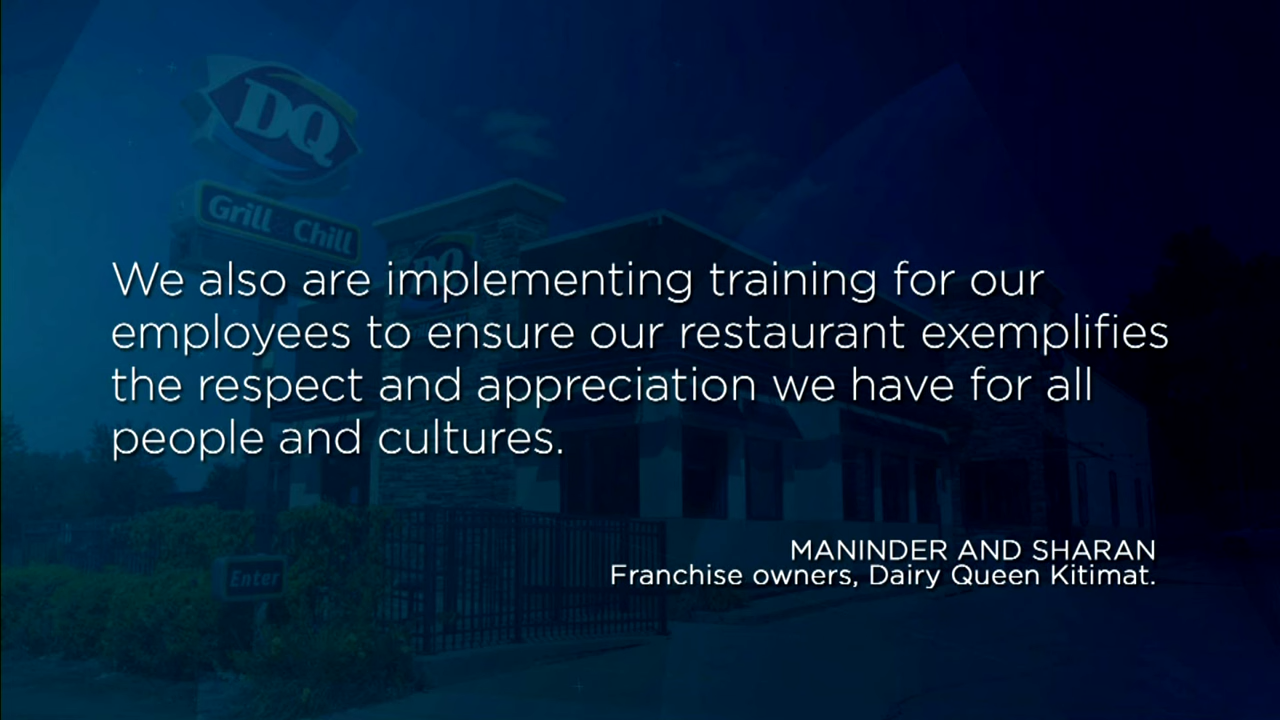 DQ
Grill Chill
DQ
We also are implementing training for our
employees to ensure our restaurant exemplifies
the respect and appreciation we have for all
people and cultures.
MANINDER AND SHARAN
Franchise owners, Dairy Queen Kitimat.
Enter